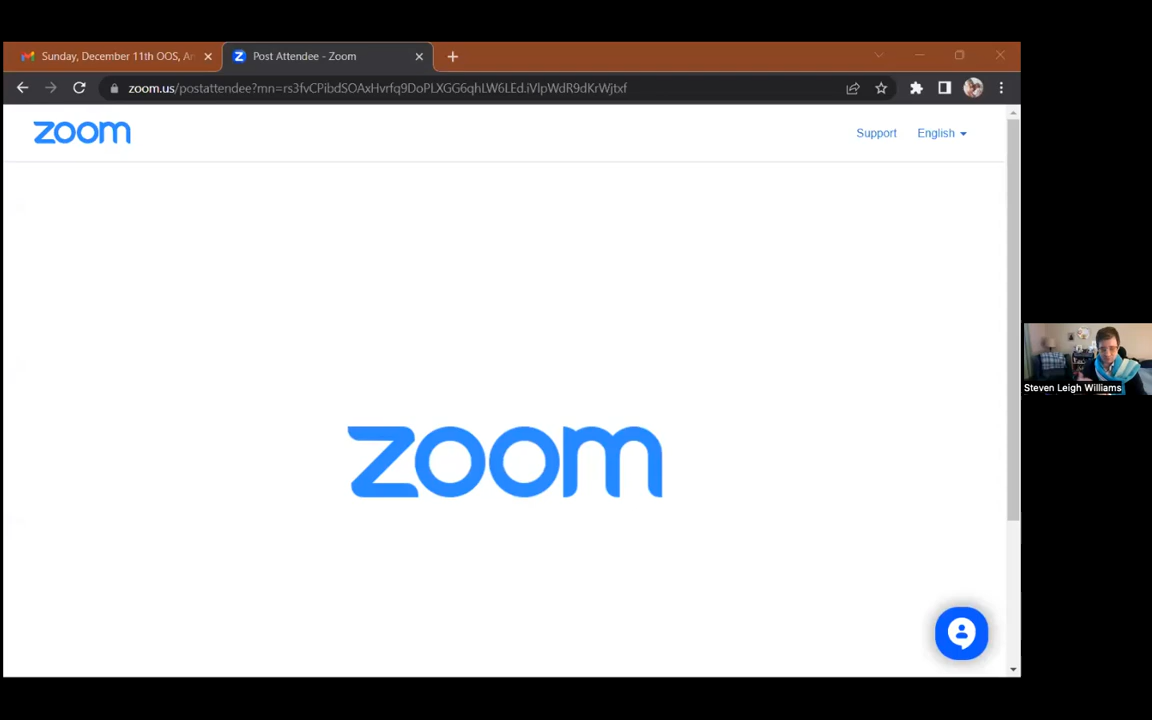 Sunday, December 11th OOS, An
Post Attendee - Zoom
zoom.us/postattendee?mn=rs3fvCPibdSOAxHvrfq9DoPLXGG6qhLW6LEd.iVlpWdR9dKrWjtxf
zoom
Support
English
Steven Leigh Williams
zoom